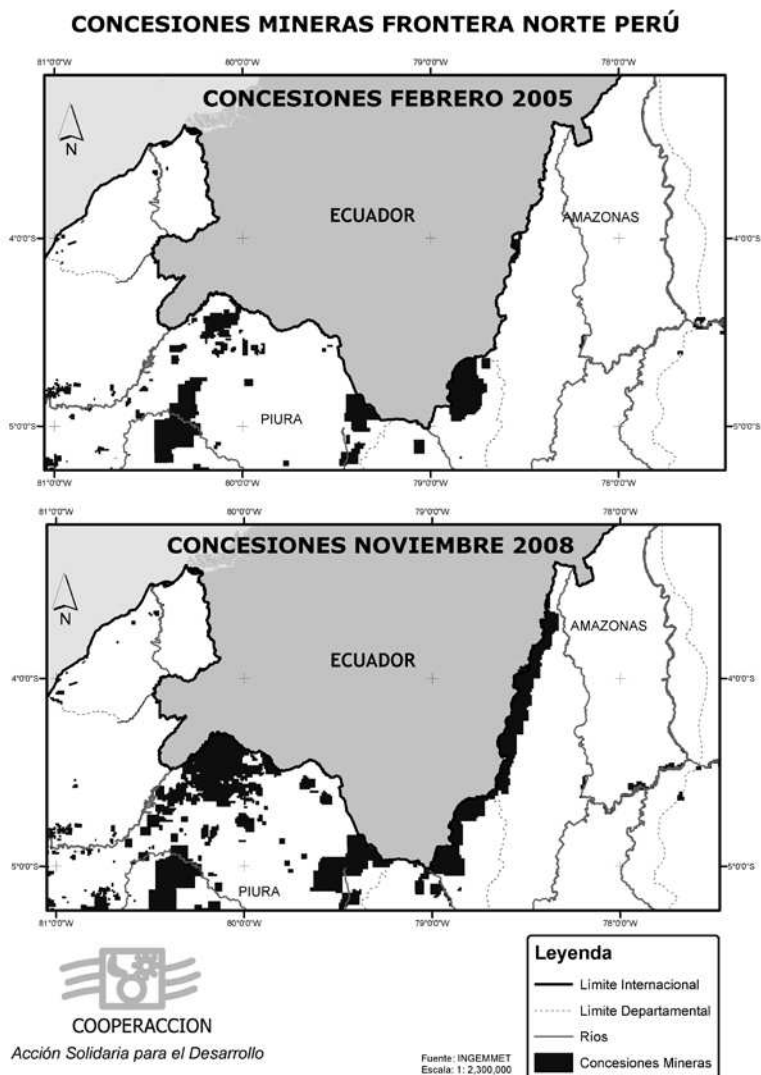 CONCESIONES MINERAS FRONTERA NORTE PERÚ
81°0'0"W 80°0'0"W 79°0'0"W 78°0'0"W
CONCESIONES FEBRERO 2005
N
ECUADOR
AMAZONAS
4°0'0"S 4°0'0"S
PIURA
5°0'0"S 5°0'0"S
81°0'0"W 80°0'0"W 79°0'0"W 78°0'0"W
81°0'0"W 80°0'0"W 79°0'0"W 78°0'0"W
CONCESIONES NOVIEMBRE 2008
N
AMAZONAS
ECUADOR
4°0'0"S 4°0'0"S
5°0'0"S 5°0'0"S
PIURA
81°0'0"W 80°0'0"W 79°0'0"W 78°0'0"W
COOPERACCION
Acción Solidaria para el Desarrollo
Fuente: INGEMMET
Escala: 1: 2,300,000
Leyenda
Limite Internacional
Limite Departamental
Ríos
Concesiones Mineras